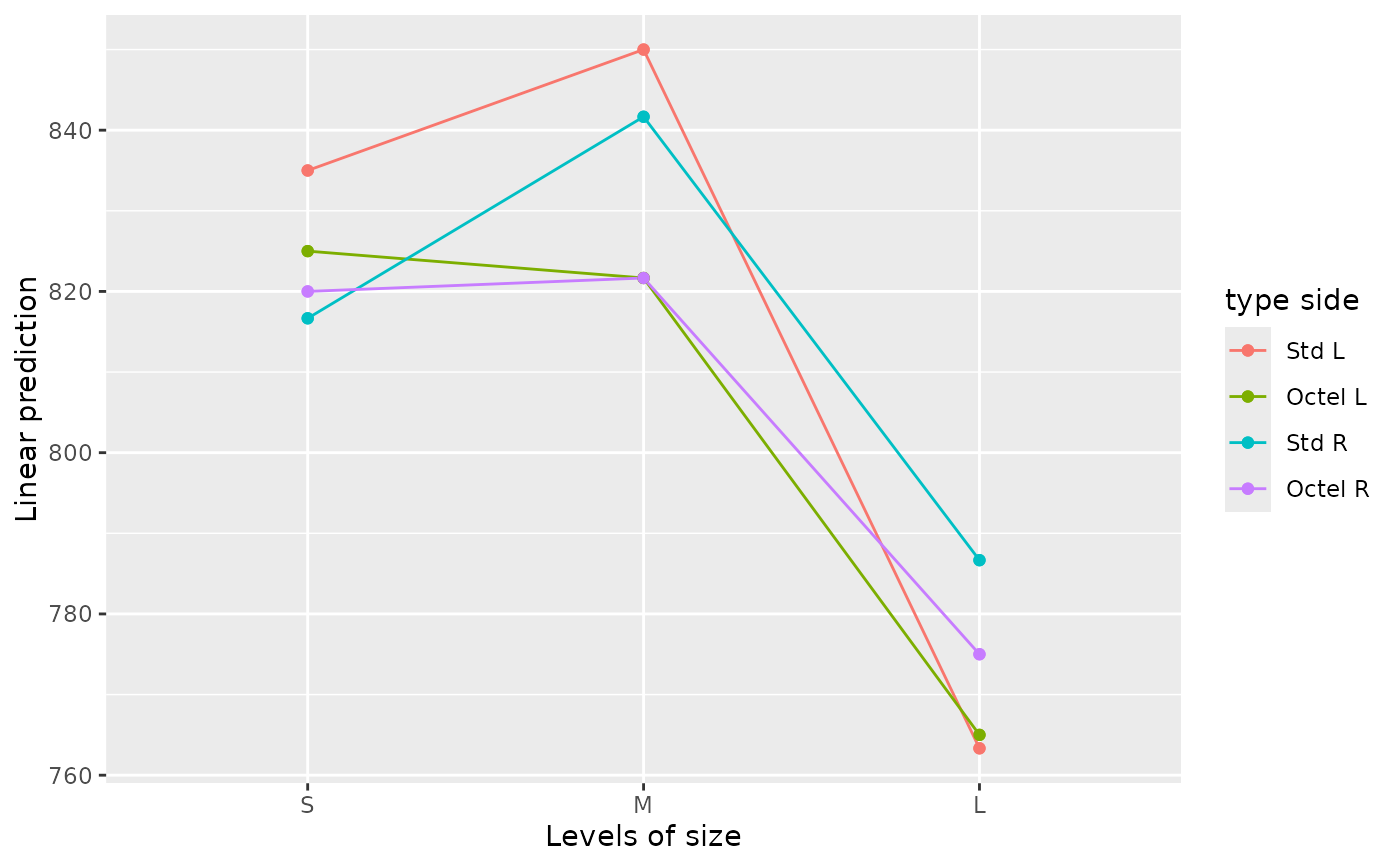 Linear prediction
840
820
800
780
760
S M L
Levels of size
type side
Std L
Octel L
Std R
Octel R